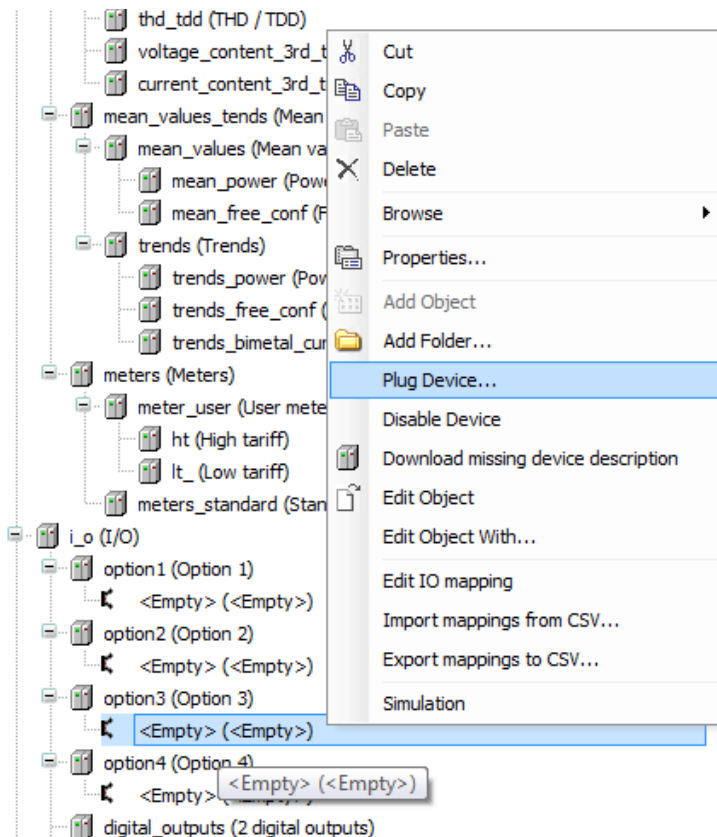 thd_tdd (THD / TDD)
voltage_content_3rd_t
current_content_3rd_t
mean_values_tends (Mean
mean_values (Mean va
mean_power (Pow
mean_free_conf (F
trends (Trends)
trends_power (Pow
trends_free_conf (
trends_bimetal_cur
meters (Meters)
meter_user (User mete
ht (High tariff)
lt_ (Low tariff)
meters_standard (Stan
i_o (I/O)
option1 (Option 1)
<Empty> (<Empty>)
option2 (Option 2)
<Empty> (<Empty>)
option3 (Option 3)
<Empty> (<Empty>)
option4 (Option 4)
<Empty> (<Empty>)
<Empty>
digital_outputs (2 digital outputs)
Cut
Copy
Paste
Delete
Browse
Properties...
Add Object
Add Folder...
Plug Device...
Disable Device
Download missing device description
Edit Object
Edit Object With...
Edit IO mapping
Import mappings from CSV...
Export mappings to CSV...
Simulation